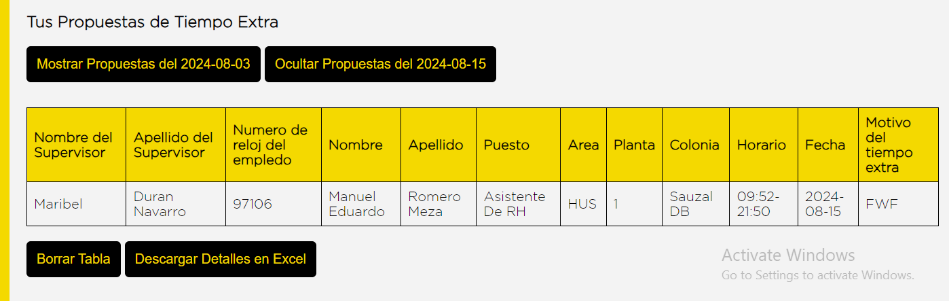 Tus Propuestas de Tiempo Extra
Mostrar Propuestas del 2024-08-03 Ocultar Propuestas del 2024-08-15
Nombre del Supervisor Apellido del Supervisor Numero de reloj del empledo Nombre Apellido Puesto Area Planta Colonia Horario Fecha Motivo del tiempo extra
Maribel Duran Navarro 97106 Manuel Eduardo Romero Meza Asistente De RH HUS 1 Sauzal DB 09:52-21:50 2024-08-15 FWF
Borrar Tabla Descargar Detalles en Excel
Activate Windows
Go to Settings to activate Windows.